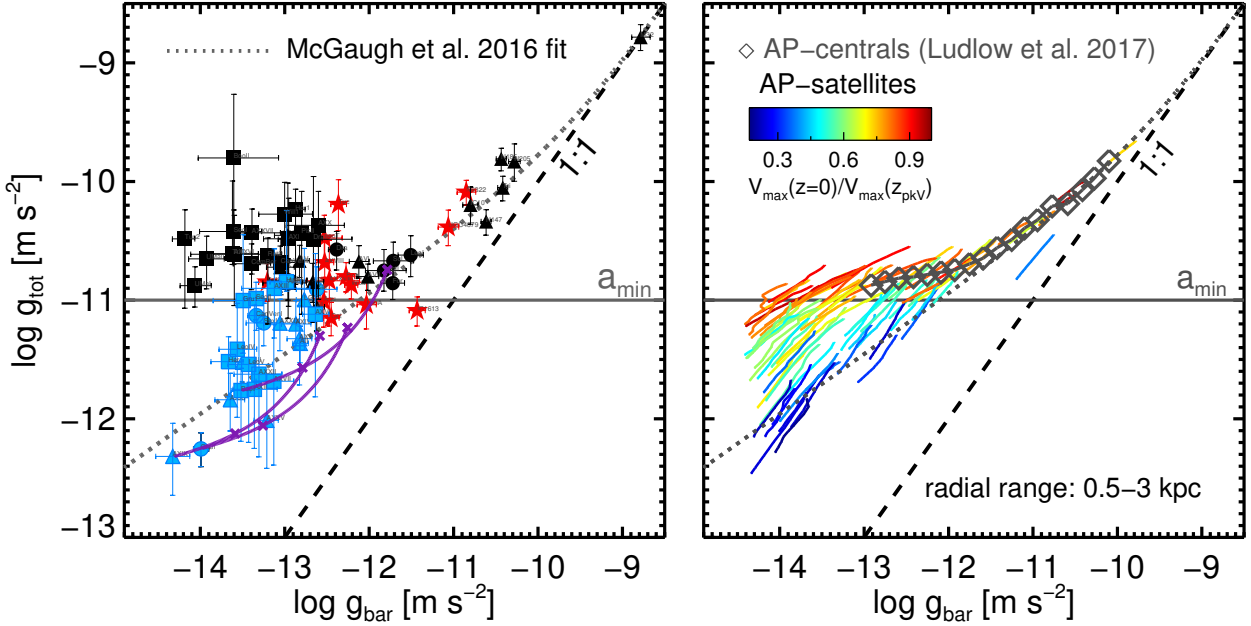 McGaugh et al. 2016 fit
1:1
a_min
−9
−10
−11
−12
−13
log g_tot [m s⁻²]
−14 −13 −12 −11 −10 −9
log g_bar [m s⁻²]
AP−centrals (Ludlow et al. 2017)
AP−satellites
0.3 0.6 0.9
V_max(z=0)/V_max(z_pkV)
1:1
a_min
radial range: 0.5−3 kpc
−14 −13 −12 −11 −10 −9
log g_bar [m s⁻²]